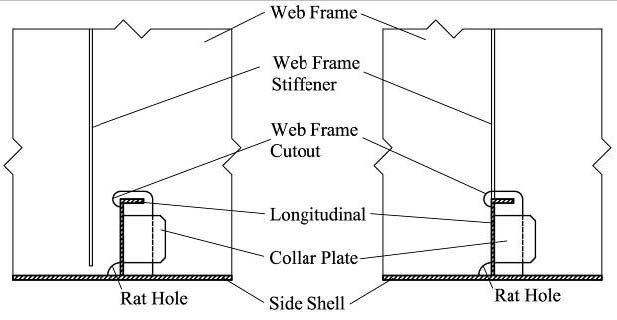 Web Frame
Web Frame
Stiffener
Web Frame
Cutout
Longitudinal
Collar Plate
Rat Hole
Side Shell
Rat Hole